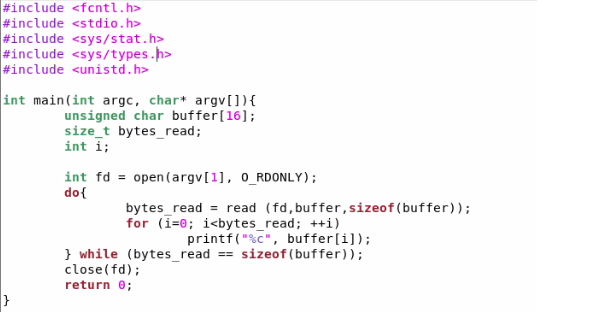 #include <fcntl.h>
#include <stdio.h>
#include <sys/stat.h>
#include <sys/types.h>
#include <unistd.h>

int main(int argc, char* argv[]){
        unsigned char buffer[16];
        size_t bytes_read;
        int i;

        int fd = open(argv[1], O_RDONLY);
        do{
                bytes_read = read (fd,buffer,sizeof(buffer));
                for (i=0; i<bytes_read; ++i)
                        printf("%c", buffer[i]);
        } while (bytes_read == sizeof(buffer));
        close(fd);
        return 0;
}